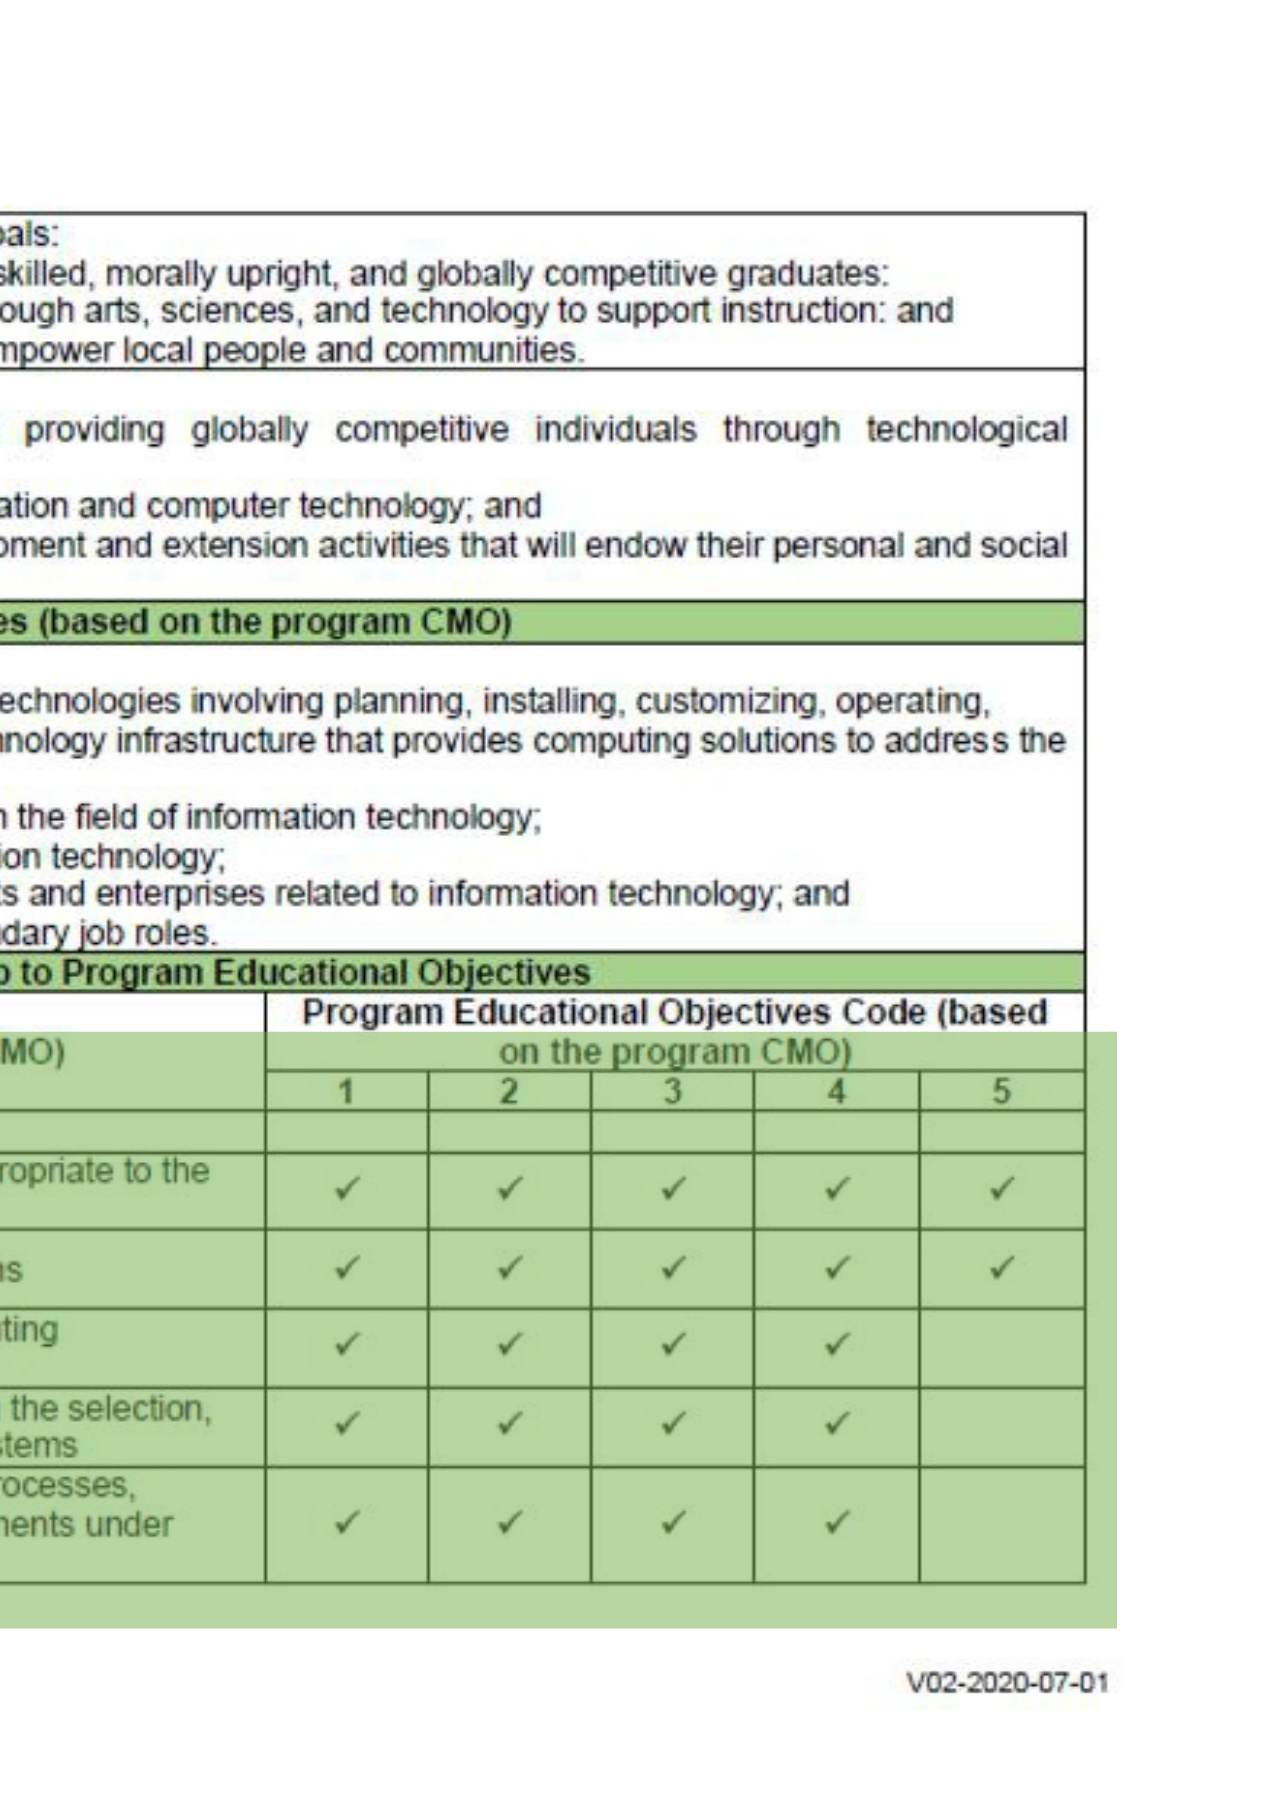 oals:
skilled, morally upright, and globally competitive graduates:
ough arts, sciences, and technology to support instruction: and
mpower local people and communities.
providing globally competitive individuals through technological
ation and computer technology; and
oment and extension activities that will endow their personal and social
es (based on the program CMO)
echnologies involving planning, installing, customizing, operating,
nology infrastructure that provides computing solutions to address the
n the field of information technology;
ion technology;
ts and enterprises related to information technology; and
dary job roles.
p to Program Educational Objectives
Program Educational Objectives Code (based
MO) on the program CMO)
1 2 3 4 5
ropriate to the
✓ ✓ ✓ ✓ ✓
ns ✓ ✓ ✓ ✓ ✓
ting
✓ ✓ ✓ ✓
the selection,
✓ ✓ ✓ ✓
stems
rocesses,
nents under ✓ ✓ ✓ ✓
V02-2020-07-01